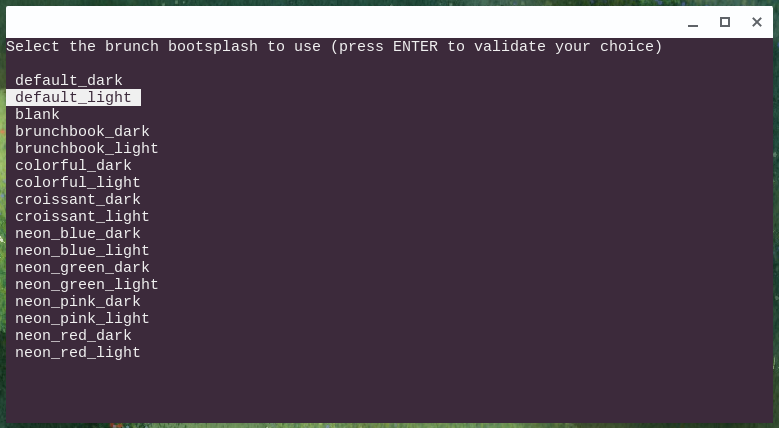 Select the brunch bootsplash to use (press ENTER to validate your choice)
default_dark
default_light
blank
brunchbook_dark
brunchbook_light
colorful_dark
colorful_light
croissant_dark
croissant_light
neon_blue_dark
neon_blue_light
neon_green_dark
neon_green_light
neon_pink_dark
neon_pink_light
neon_red_dark
neon_red_light